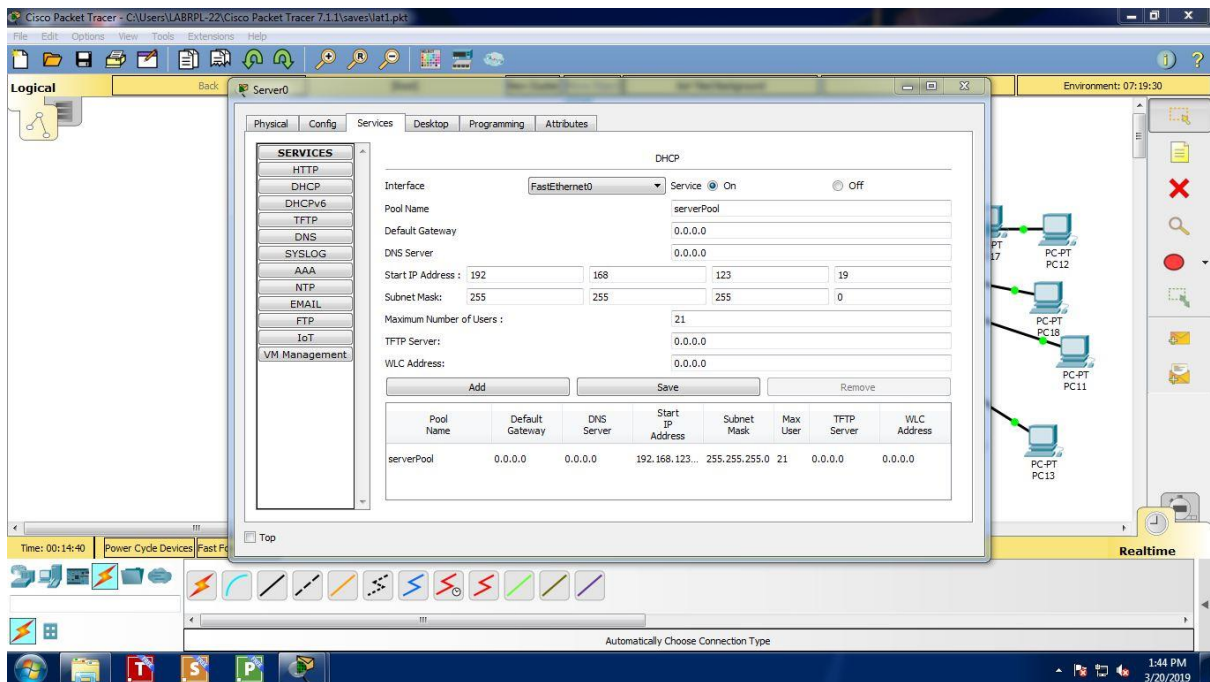 Cisco Packet Tracer - C:\Users\LABRPL-22\Cisco Packet Tracer 7.1.1\saves\lat1.pkt
File Edit Options View Tools Extensions Help
Logical
Back
Environment: 07:19:30
Server0
Physical Config Services Desktop Programming Attributes
SERVICES
HTTP
DHCP
DHCPv6
TFTP
DNS
SYSLOG
AAA
NTP
EMAIL
FTP
IoT
VM Management
DHCP
Interface FastEthernet0 Service On Off
Pool Name serverPool
Default Gateway 0.0.0.0
DNS Server 0.0.0.0
Start IP Address : 192 168 123 19
Subnet Mask: 255 255 255 0
Maximum Number of Users : 21
TFTP Server: 0.0.0.0
WLC Address: 0.0.0.0
Add Save Remove
Pool Name Default Gateway DNS Server Start IP Address Subnet Mask Max User TFTP Server WLC Address
serverPool 0.0.0.0 0.0.0.0 192.168.123... 255.255.255.0 21 0.0.0.0 0.0.0.0
Top
PT
17
PC-PT
PC12
PC-PT
PC18
PC-PT
PC11
PC-PT
PC13
Time: 00:14:40 Power Cycle Devices Fast Fo
Realtime
Automatically Choose Connection Type
1:44 PM
3/20/2019